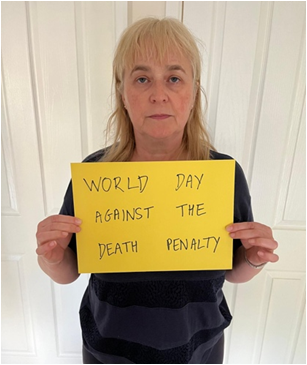 WORLD DAY
AGAINST THE
DEATH PENALTY